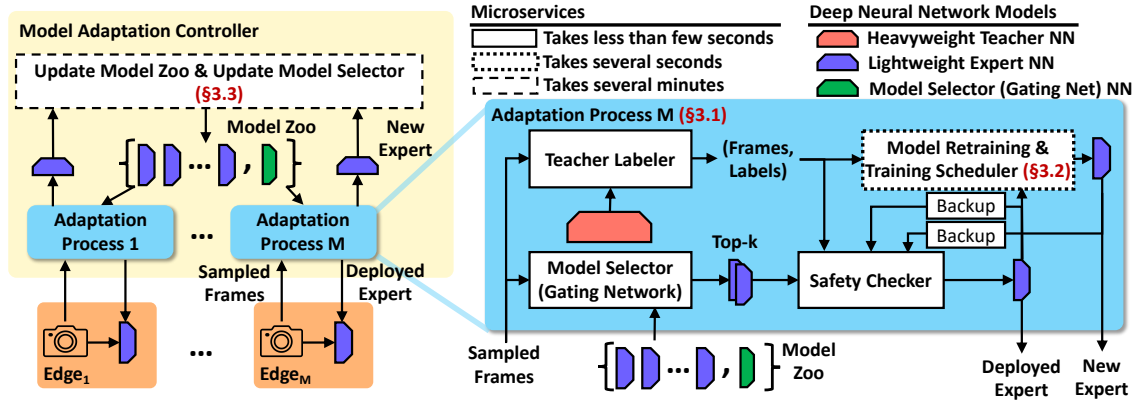 Model Adaptation Controller
Update Model Zoo & Update Model Selector
(§3.3)
Model Zoo
New
Expert
{ ... , }
Adaptation
Process 1
...
Adaptation
Process M
Sampled
Frames
Deployed
Expert
Edge1
...
EdgeM
Microservices
Takes less than few seconds
Takes several seconds
Takes several minutes
Deep Neural Network Models
Heavyweight Teacher NN
Lightweight Expert NN
Model Selector (Gating Net) NN
Adaptation Process M (§3.1)
Teacher Labeler
(Frames,
Labels)
Model Retraining &
Training Scheduler (§3.2)
Backup
Backup
Top-k
Model Selector
(Gating Network)
Safety Checker
Sampled
Frames
{ ... , }
Model
Zoo
Deployed
Expert
New
Expert